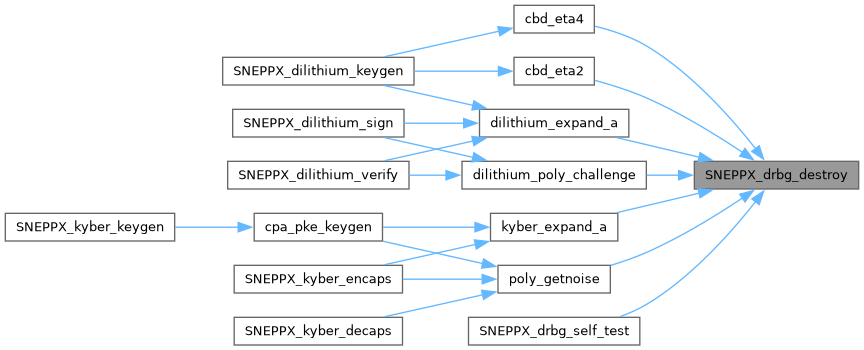 cbd_eta4
SNEPPX_dilithium_keygen
cbd_eta2
SNEPPX_dilithium_sign
dilithium_expand_a
SNEPPX_dilithium_verify
dilithium_poly_challenge
SNEPPX_drbg_destroy
SNEPPX_kyber_keygen
cpa_pke_keygen
kyber_expand_a
SNEPPX_kyber_encaps
poly_getnoise
SNEPPX_kyber_decaps
SNEPPX_drbg_self_test